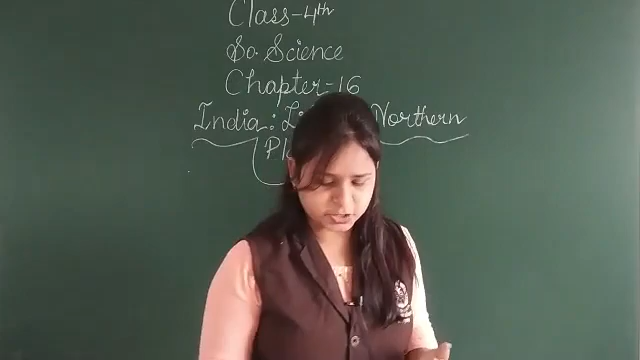 Class-4th
So. Science
Chapter-16
India: Northern